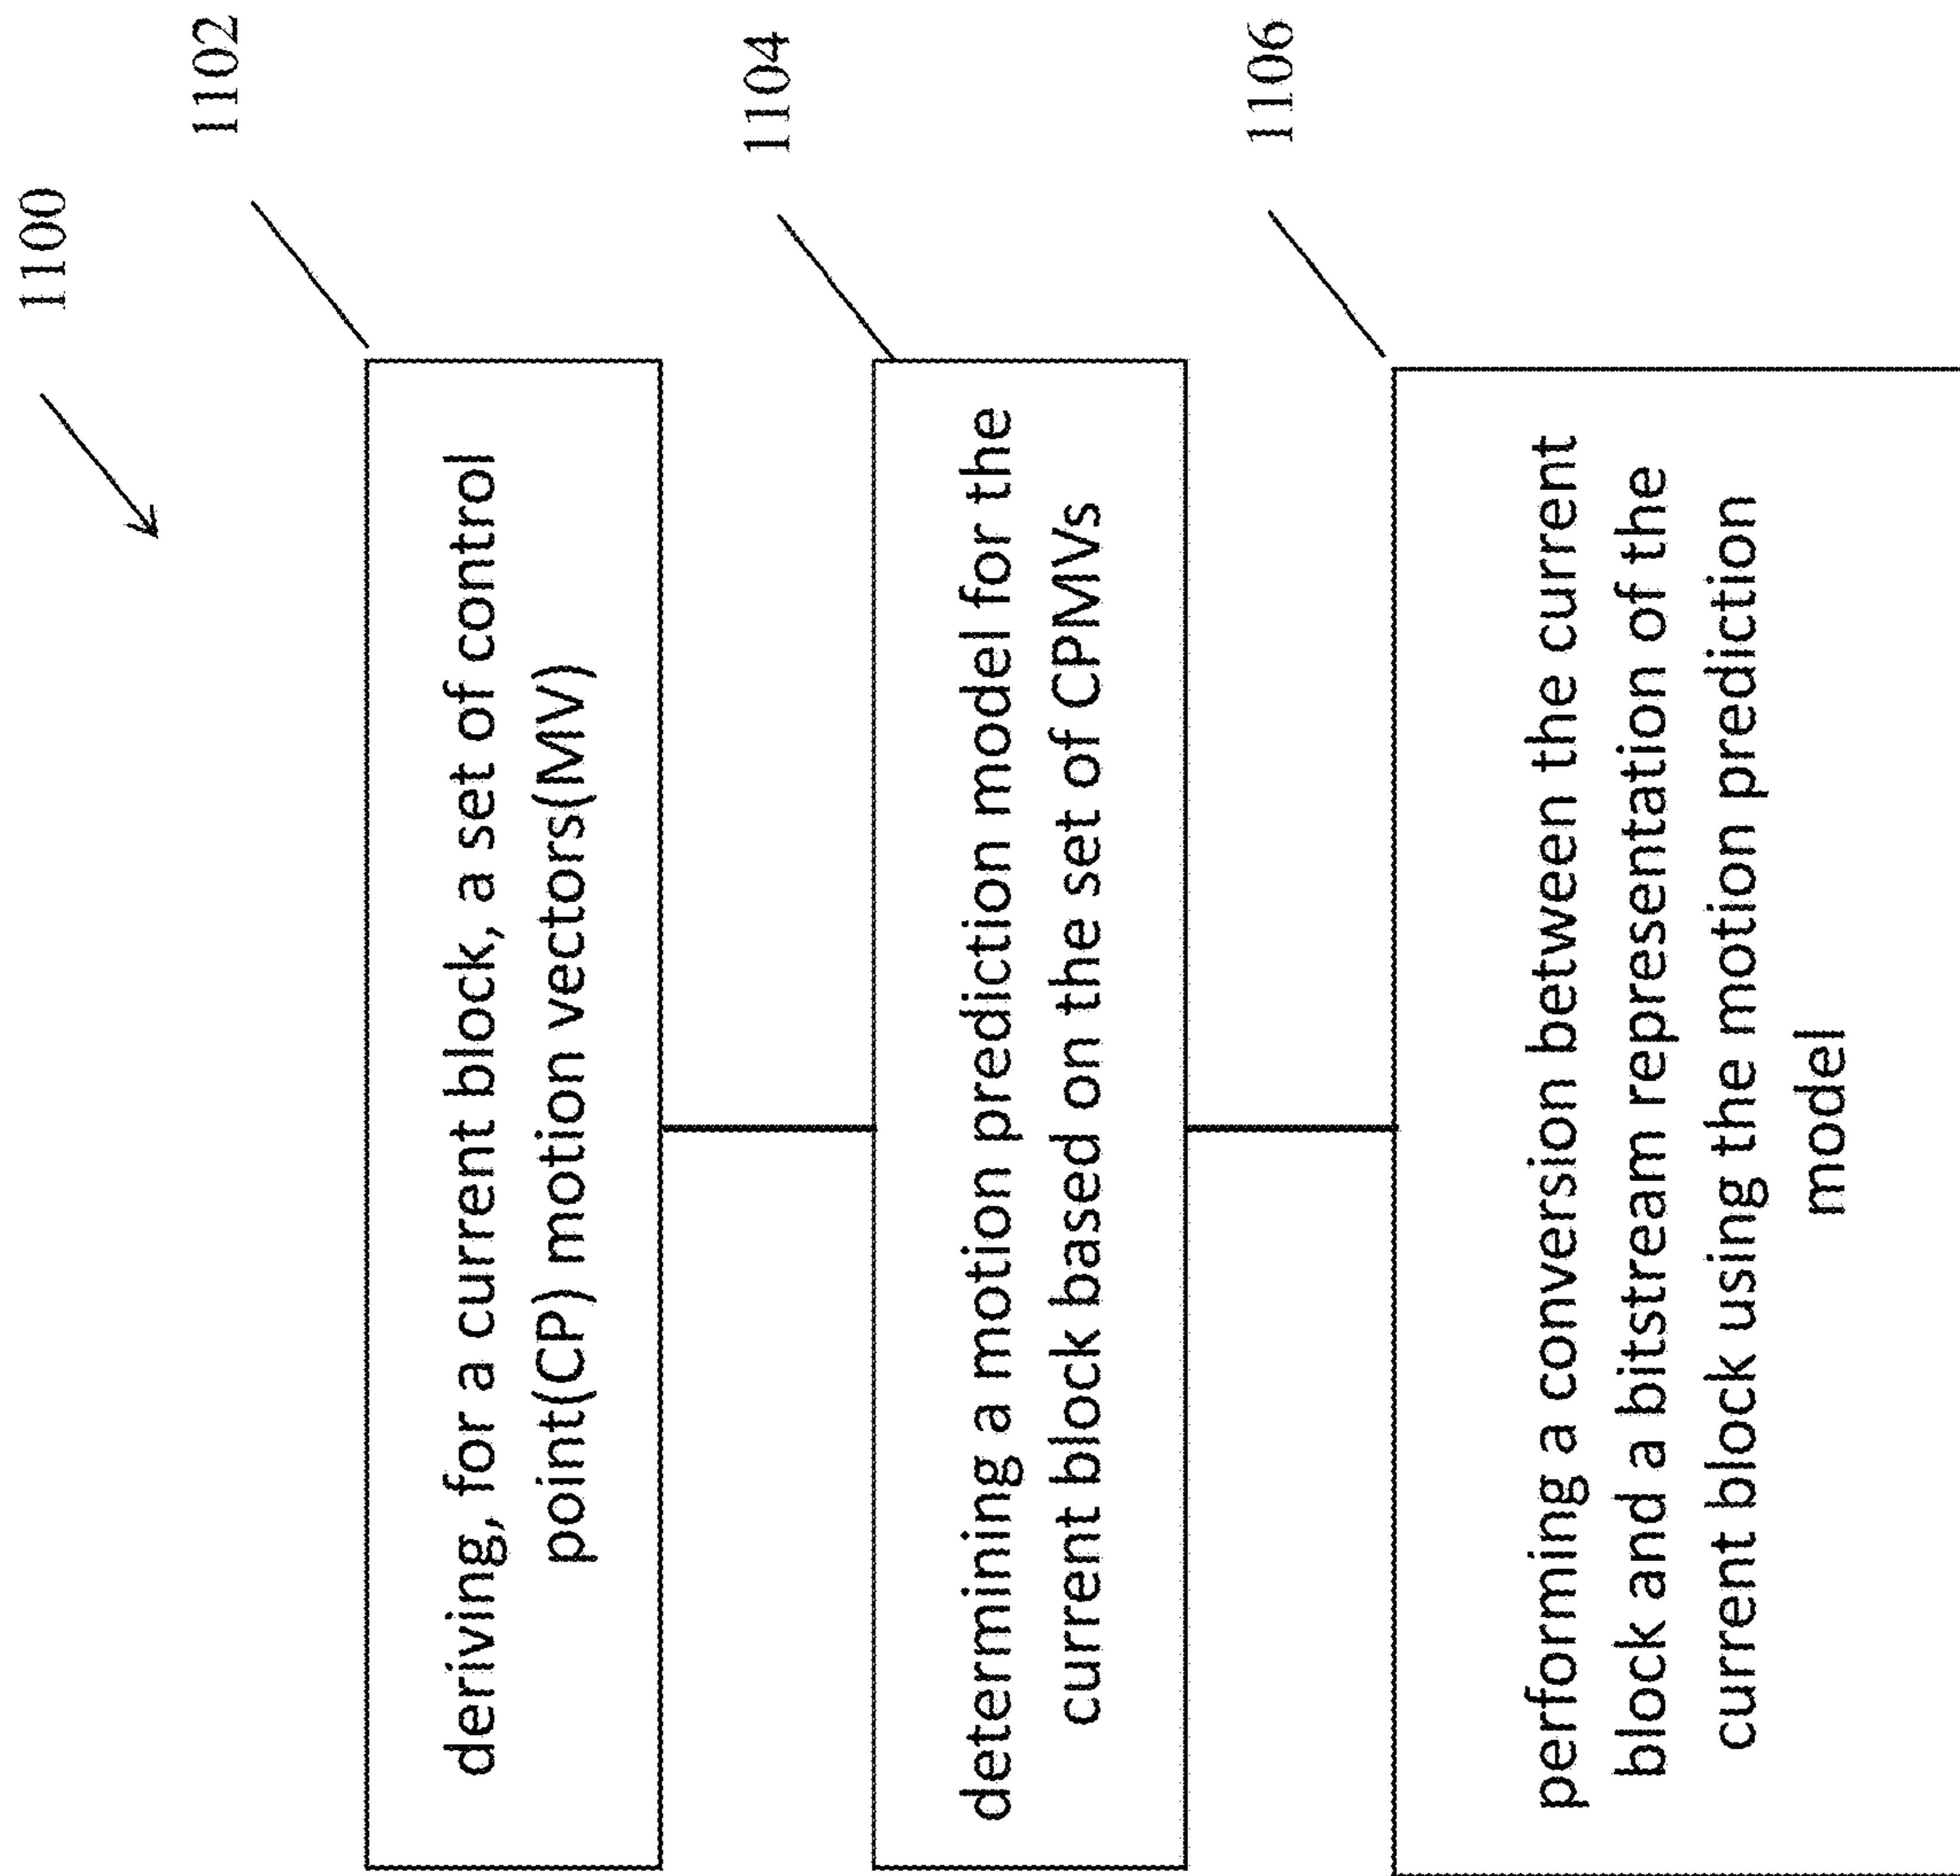 1100
1102
deriving, for a current block, a set of control
point(CP) motion vectors(MV)
1104
determining a motion prediction model for the
current block based on the set of CPMVs
1106
performing a conversion between the current
block and a bitstream representation of the
current block using the motion prediction
model